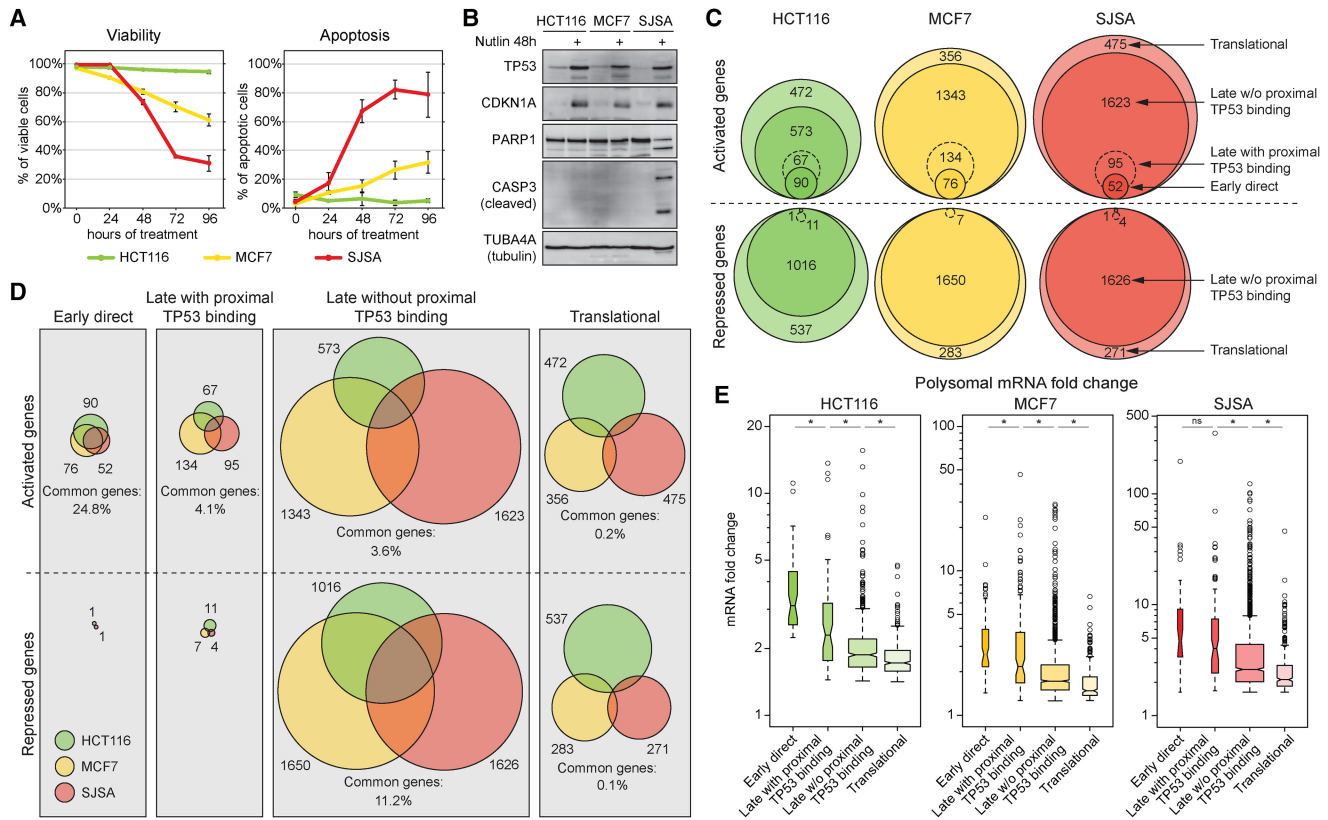 A
Viability
Apoptosis
100%
80%
60%
40%
20%
0%
% of viable cells
0 24 48 72 96
hours of treatment
100%
80%
60%
40%
20%
0%
% of apoptotic cells
0 24 48 72 96
hours of treatment
HCT116
MCF7
SJSA
B
HCT116 MCF7 SJSA
Nutlin 48h + + +
TP53
CDKN1A
PARP1
CASP3
(cleaved)
TUBA4A
(tubulin)
C
HCT116
MCF7
SJSA
Activated genes
Repressed genes
472
573
67
90
1
11
1016
537
356
1343
134
76
7
1650
283
475
1623
95
52
1
4
1626
271
Translational
Late w/o proximal
TP53 binding
Late with proximal
TP53 binding
Early direct
Late w/o proximal
TP53 binding
Translational
D
Early direct
Late with proximal
TP53 binding
Late without proximal
TP53 binding
Translational
Activated genes
90
76 52
Common genes:
24.8%
67
134 95
Common genes:
4.1%
573
1343
1623
Common genes:
3.6%
472
356
475
Common genes:
0.2%
Repressed genes
1
1
11
7 4
1016
1650
1626
Common genes:
11.2%
537
283
271
Common genes:
0.1%
HCT116
MCF7
SJSA
E
Polysomal mRNA fold change
HCT116
MCF7
SJSA
mRNA fold change
20
10
5
2
1
* * *
Early direct
Late with proximal
TP53 binding
Late w/o proximal
TP53 binding
Translational
100
50
10
5
1
* * *
Early direct
Late with proximal
TP53 binding
Late w/o proximal
TP53 binding
Translational
500
100
50
10
5
1
ns * *
Early direct
Late with proximal
TP53 binding
Late w/o proximal
TP53 binding
Translational